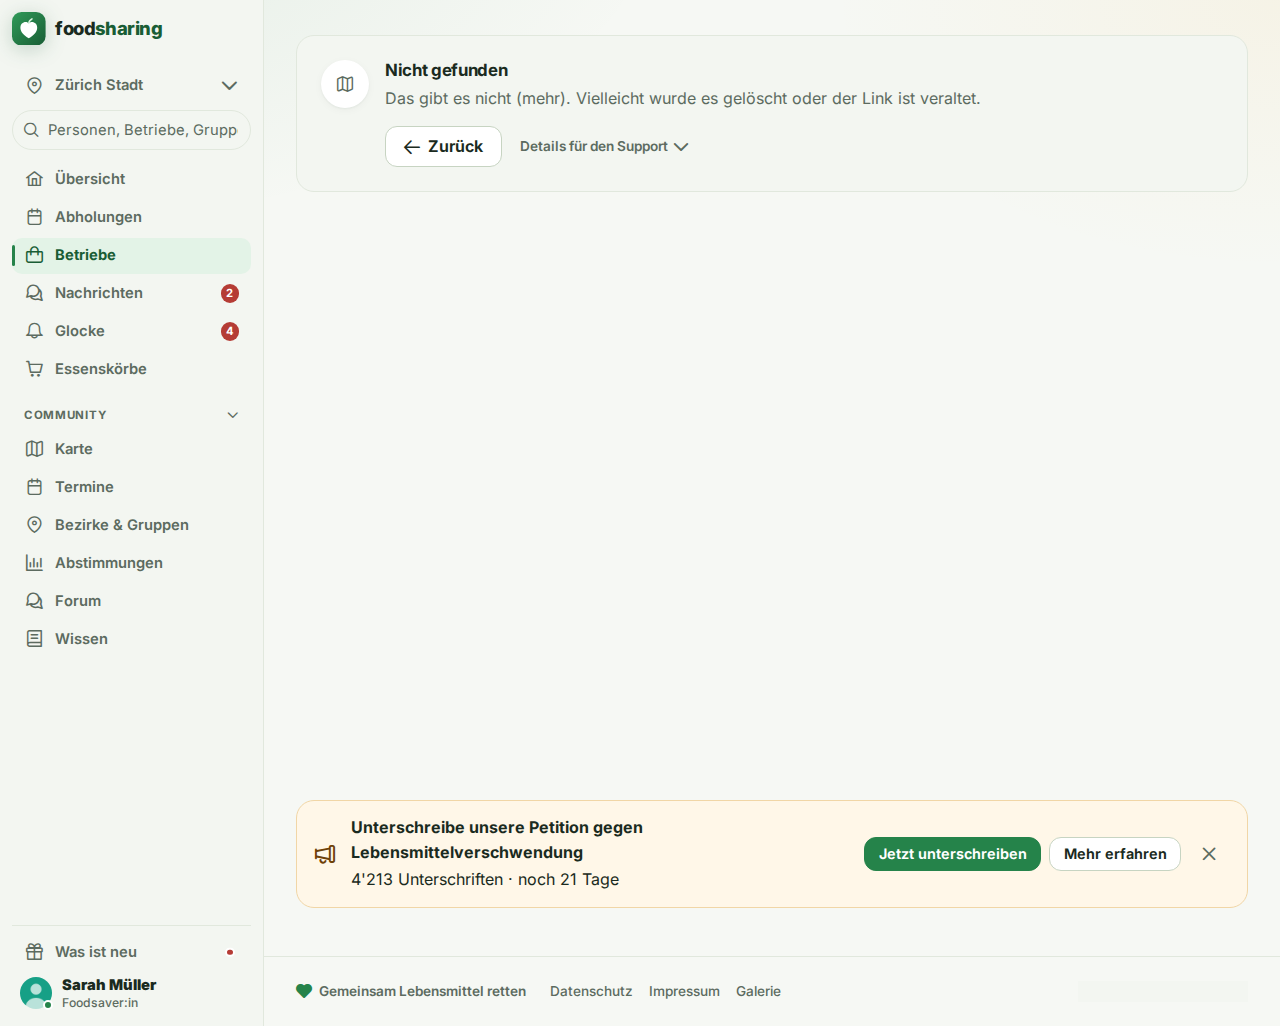 foodsharing
Zürich Stadt
Personen, Betriebe, Grupp
Übersicht
Abholungen
Betriebe
Nachrichten 2
Glocke 4
Essenskörbe
COMMUNITY
Karte
Termine
Bezirke & Gruppen
Abstimmungen
Forum
Wissen
Was ist neu
Sarah Müller
Foodsaver:in
Nicht gefunden
Das gibt es nicht (mehr). Vielleicht wurde es gelöscht oder der Link ist veraltet.
Zurück Details für den Support
Unterschreibe unsere Petition gegen
Lebensmittelverschwendung
4'213 Unterschriften · noch 21 Tage
Jetzt unterschreiben Mehr erfahren
Gemeinsam Lebensmittel retten Datenschutz Impressum Galerie